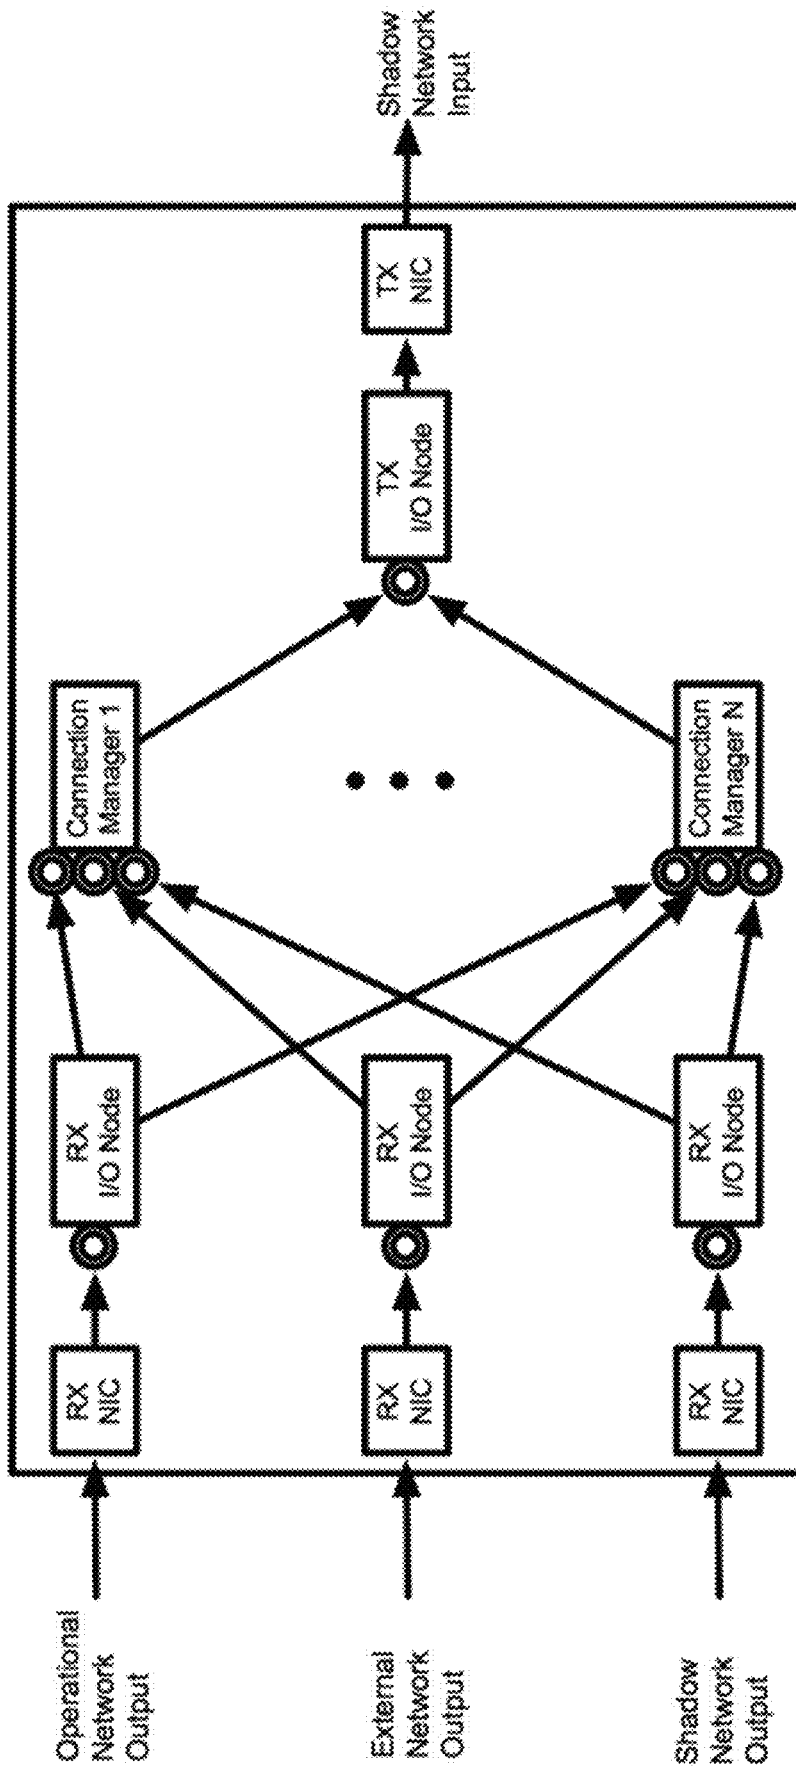 Operational
Network
Output
External
Network
Output
Shadow
Network
Output
RX
NIC
RX
NIC
RX
NIC
RX
I/O Node
RX
I/O Node
RX
I/O Node
Connection
Manager 1
Connection
Manager N
TX
I/O Node
TX
NIC
Shadow
Network
Input